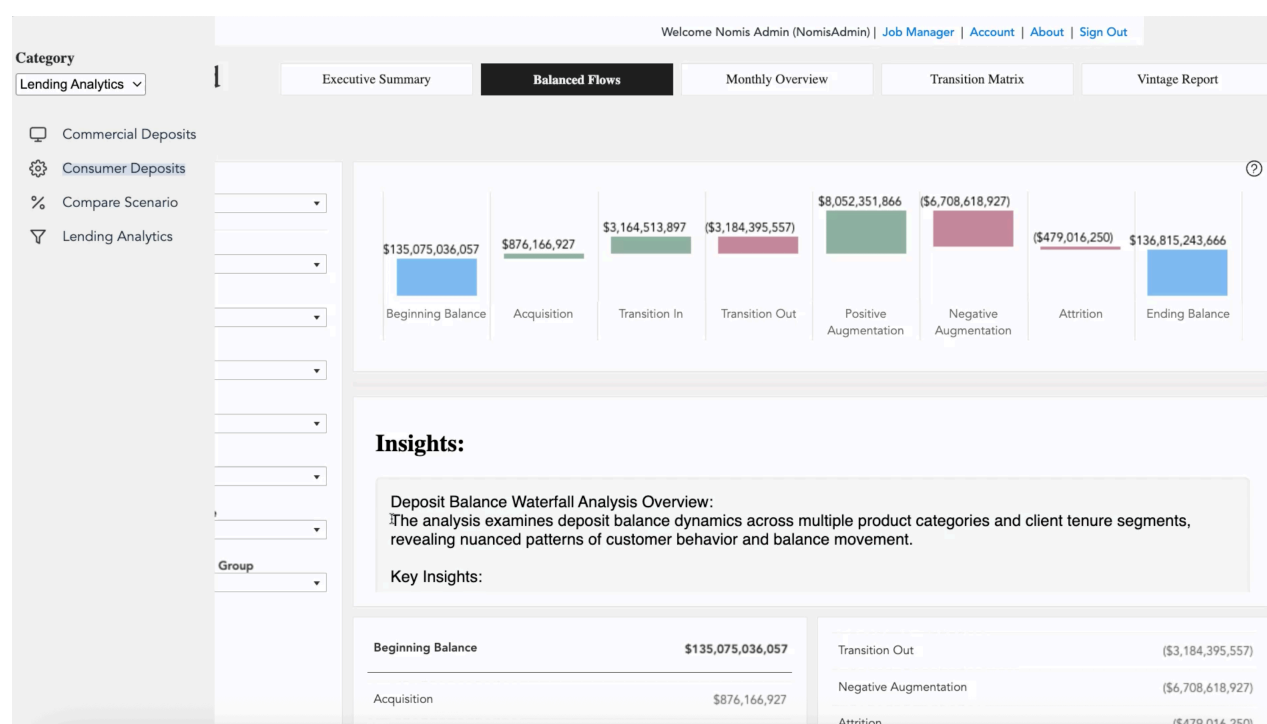 Welcome Nomis Admin (NomisAdmin) | Job Manager | Account | About | Sign Out
Category
Lending Analytics
Executive Summary
Balanced Flows
Monthly Overview
Transition Matrix
Vintage Report
Commercial Deposits
Consumer Deposits
Compare Scenario
Lending Analytics
$135,075,036,057
$876,166,927
$3,164,513,897
($3,184,395,557)
$8,052,351,866
($6,708,618,927)
($479,016,250)
$136,815,243,666
Beginning Balance
Acquisition
Transition In
Transition Out
Positive
Augmentation
Negative
Augmentation
Attrition
Ending Balance
Group
Insights:
Deposit Balance Waterfall Analysis Overview:
The analysis examines deposit balance dynamics across multiple product categories and client tenure segments,
revealing nuanced patterns of customer behavior and balance movement.
Key Insights:
Beginning Balance $135,075,036,057
Acquisition $876,166,927
Transition Out ($3,184,395,557)
Negative Augmentation ($6,708,618,927)
Attrition ($479,016,250)